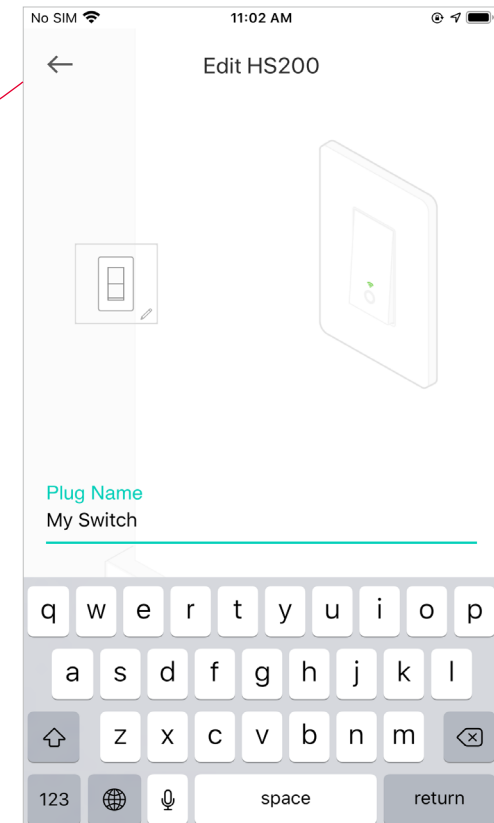 No SIM 11:02 AM
Edit HS200
Plug Name
My Switch
q w e r t y u i o p
a s d f g h j k l
z x c v b n m
123 space return